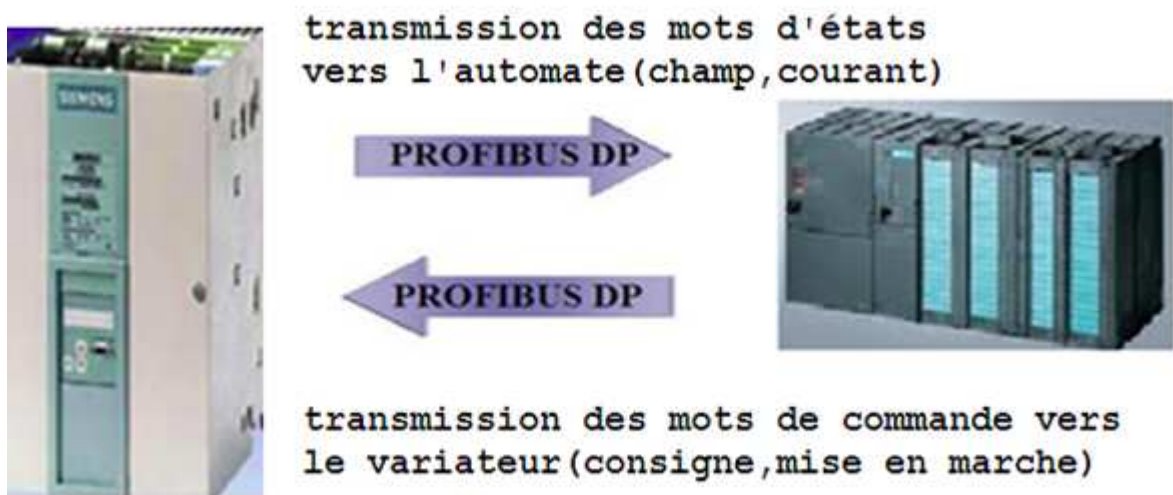 transmission des mots d'états
vers l'automate(champ,courant)
SIEMENS
PROFIBUS DP
PROFIBUS DP
transmission des mots de commande vers
le variateur(consigne,mise en marche)